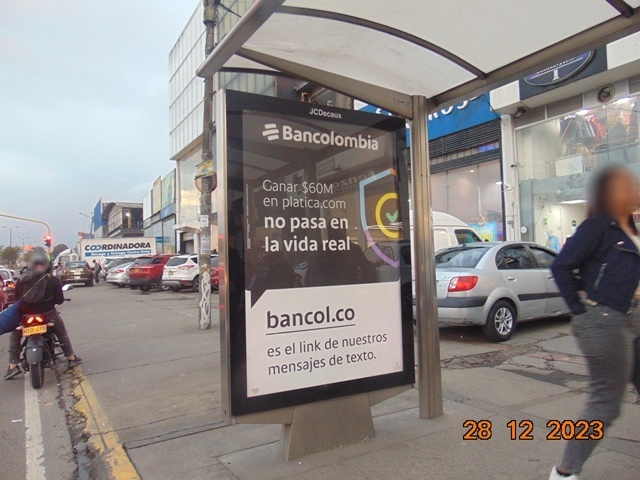 JCDecaux
Bancolombia
Ganar $60M
en platica.com
no pasa en
la vida real
bancol.co
es el link de nuestros
mensajes de texto.
COORDINADORA
28 12 2023